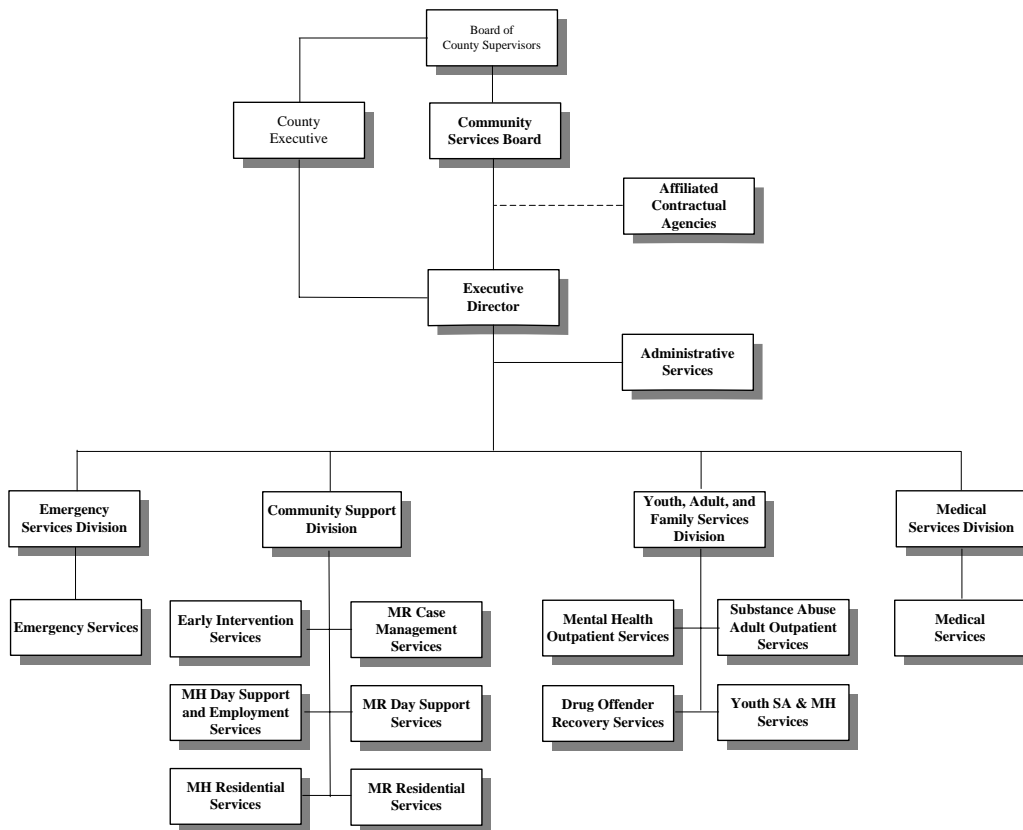 Board of
County Supervisors
County
Executive
Community
Services Board
Affiliated
Contractual
Agencies
Executive
Director
Administrative
Services
Emergency
Services Division
Community Support
Division
Youth, Adult, and
Family Services
Division
Medical
Services Division
Emergency Services
Early Intervention
Services
MR Case
Management
Services
Mental Health
Outpatient Services
Substance Abuse
Adult Outpatient
Services
Medical
Services
MH Day Support
and Employment
Services
MR Day Support
Services
Drug Offender
Recovery Services
Youth SA & MH
Services
MH Residential
Services
MR Residential
Services